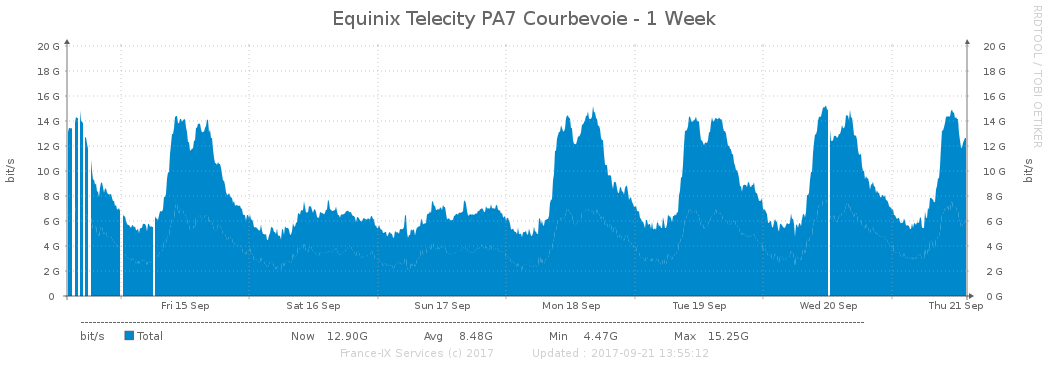 Equinix Telecity PA7 Courbevoie - 1 Week
RRDTOOL / TOBI OETIKER
bit/s
20 G 20 G
18 G 18 G
16 G 16 G
14 G 14 G
12 G 12 G
10 G 10 G
8 G 8 G
6 G 6 G
4 G 4 G
2 G 2 G
0 0 G
bit/s
Fri 15 Sep Sat 16 Sep Sun 17 Sep Mon 18 Sep Tue 19 Sep Wed 20 Sep Thu 21 Sep
bit/s Total Now 12.90G Avg 8.48G Min 4.47G Max 15.25G
France-IX Services (c) 2017 Updated : 2017-09-21 13:55:12